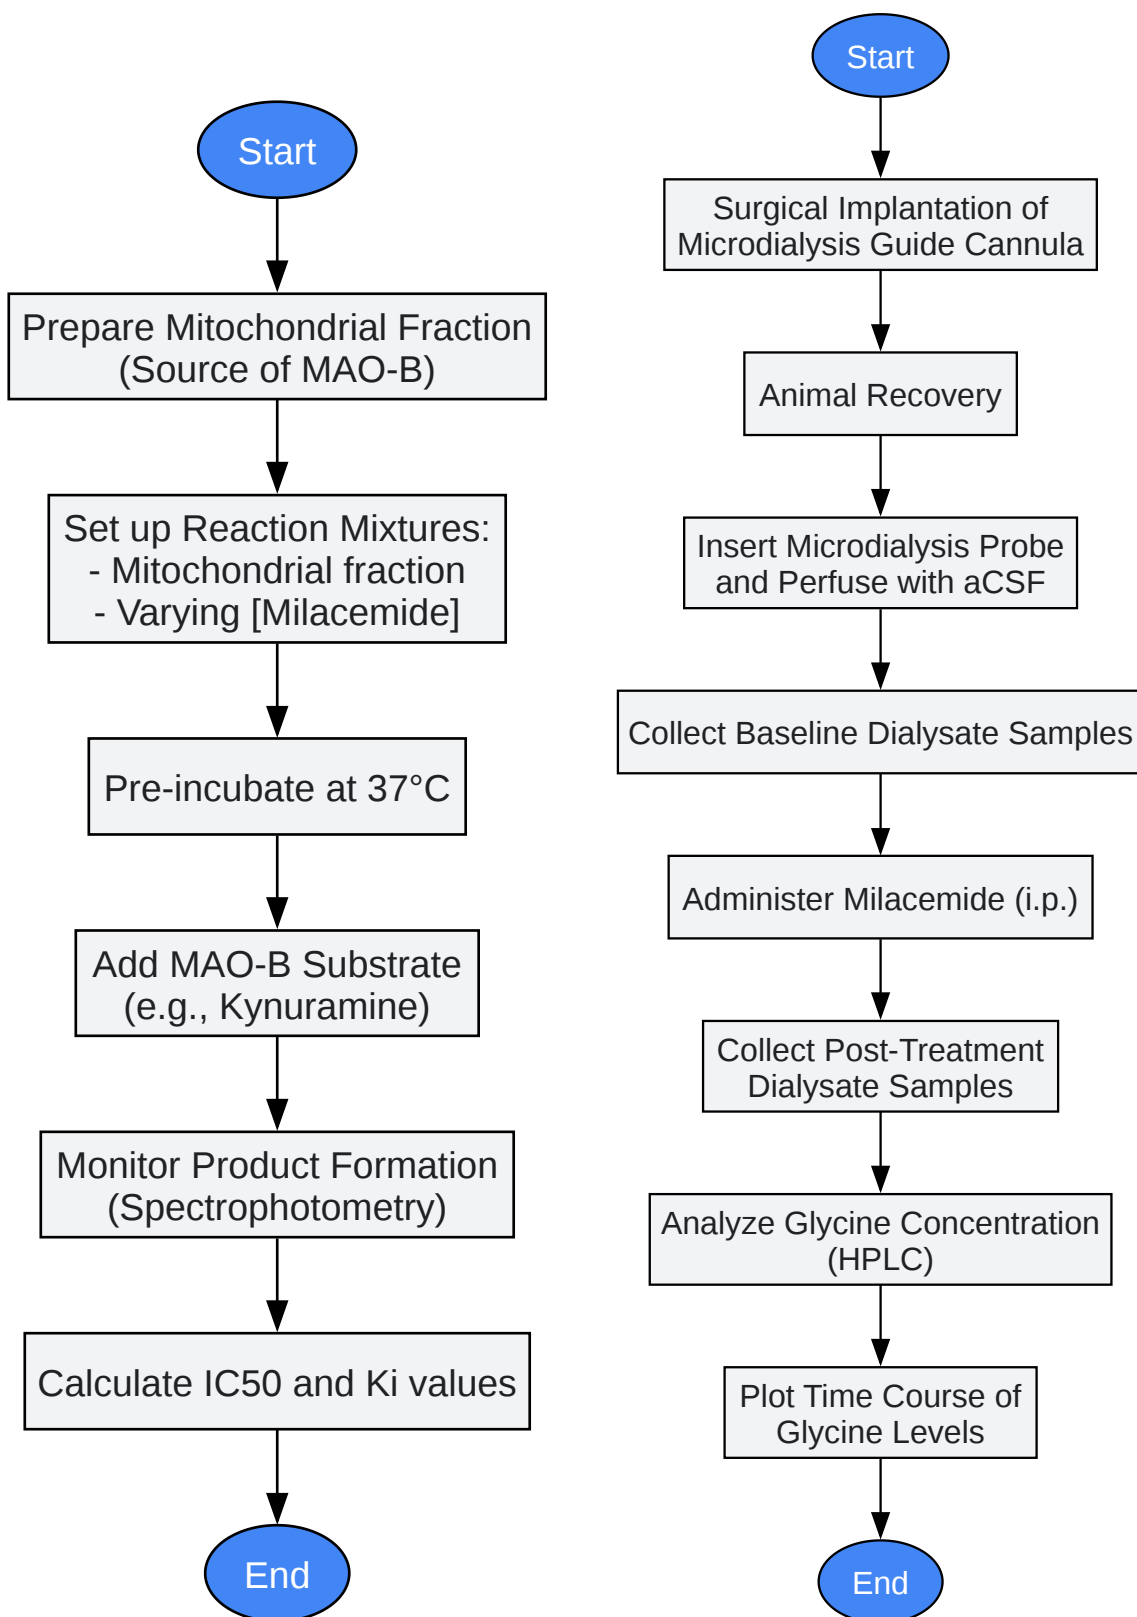 Start
Prepare Mitochondrial Fraction
(Source of MAO-B)
Set up Reaction Mixtures:
- Mitochondrial fraction
- Varying [Milacemide]
Pre-incubate at 37°C
Add MAO-B Substrate
(e.g., Kynuramine)
Monitor Product Formation
(Spectrophotometry)
Calculate IC50 and Ki values
End
Start
Surgical Implantation of
Microdialysis Guide Cannula
Animal Recovery
Insert Microdialysis Probe
and Perfuse with aCSF
Collect Baseline Dialysate Samples
Administer Milacemide (i.p.)
Collect Post-Treatment
Dialysate Samples
Analyze Glycine Concentration
(HPLC)
Plot Time Course of
Glycine Levels
End